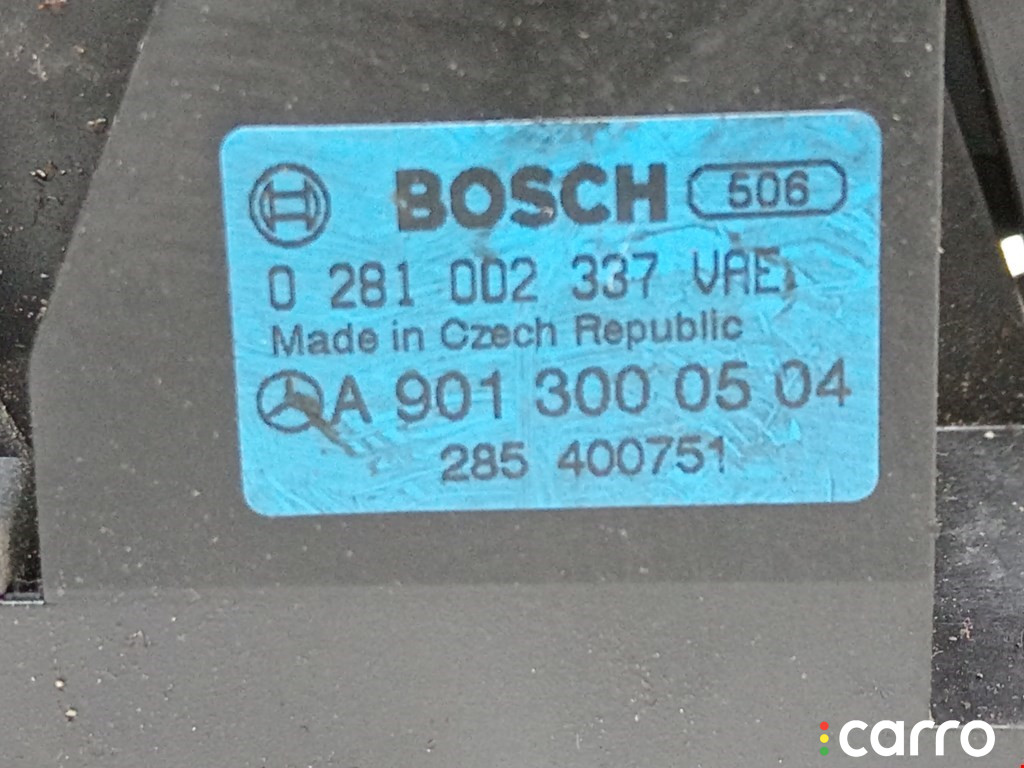 BOSCH 506
0 281 002 337 VAE
Made in Czech Republic
A 901 300 05 04
285 400751
carro